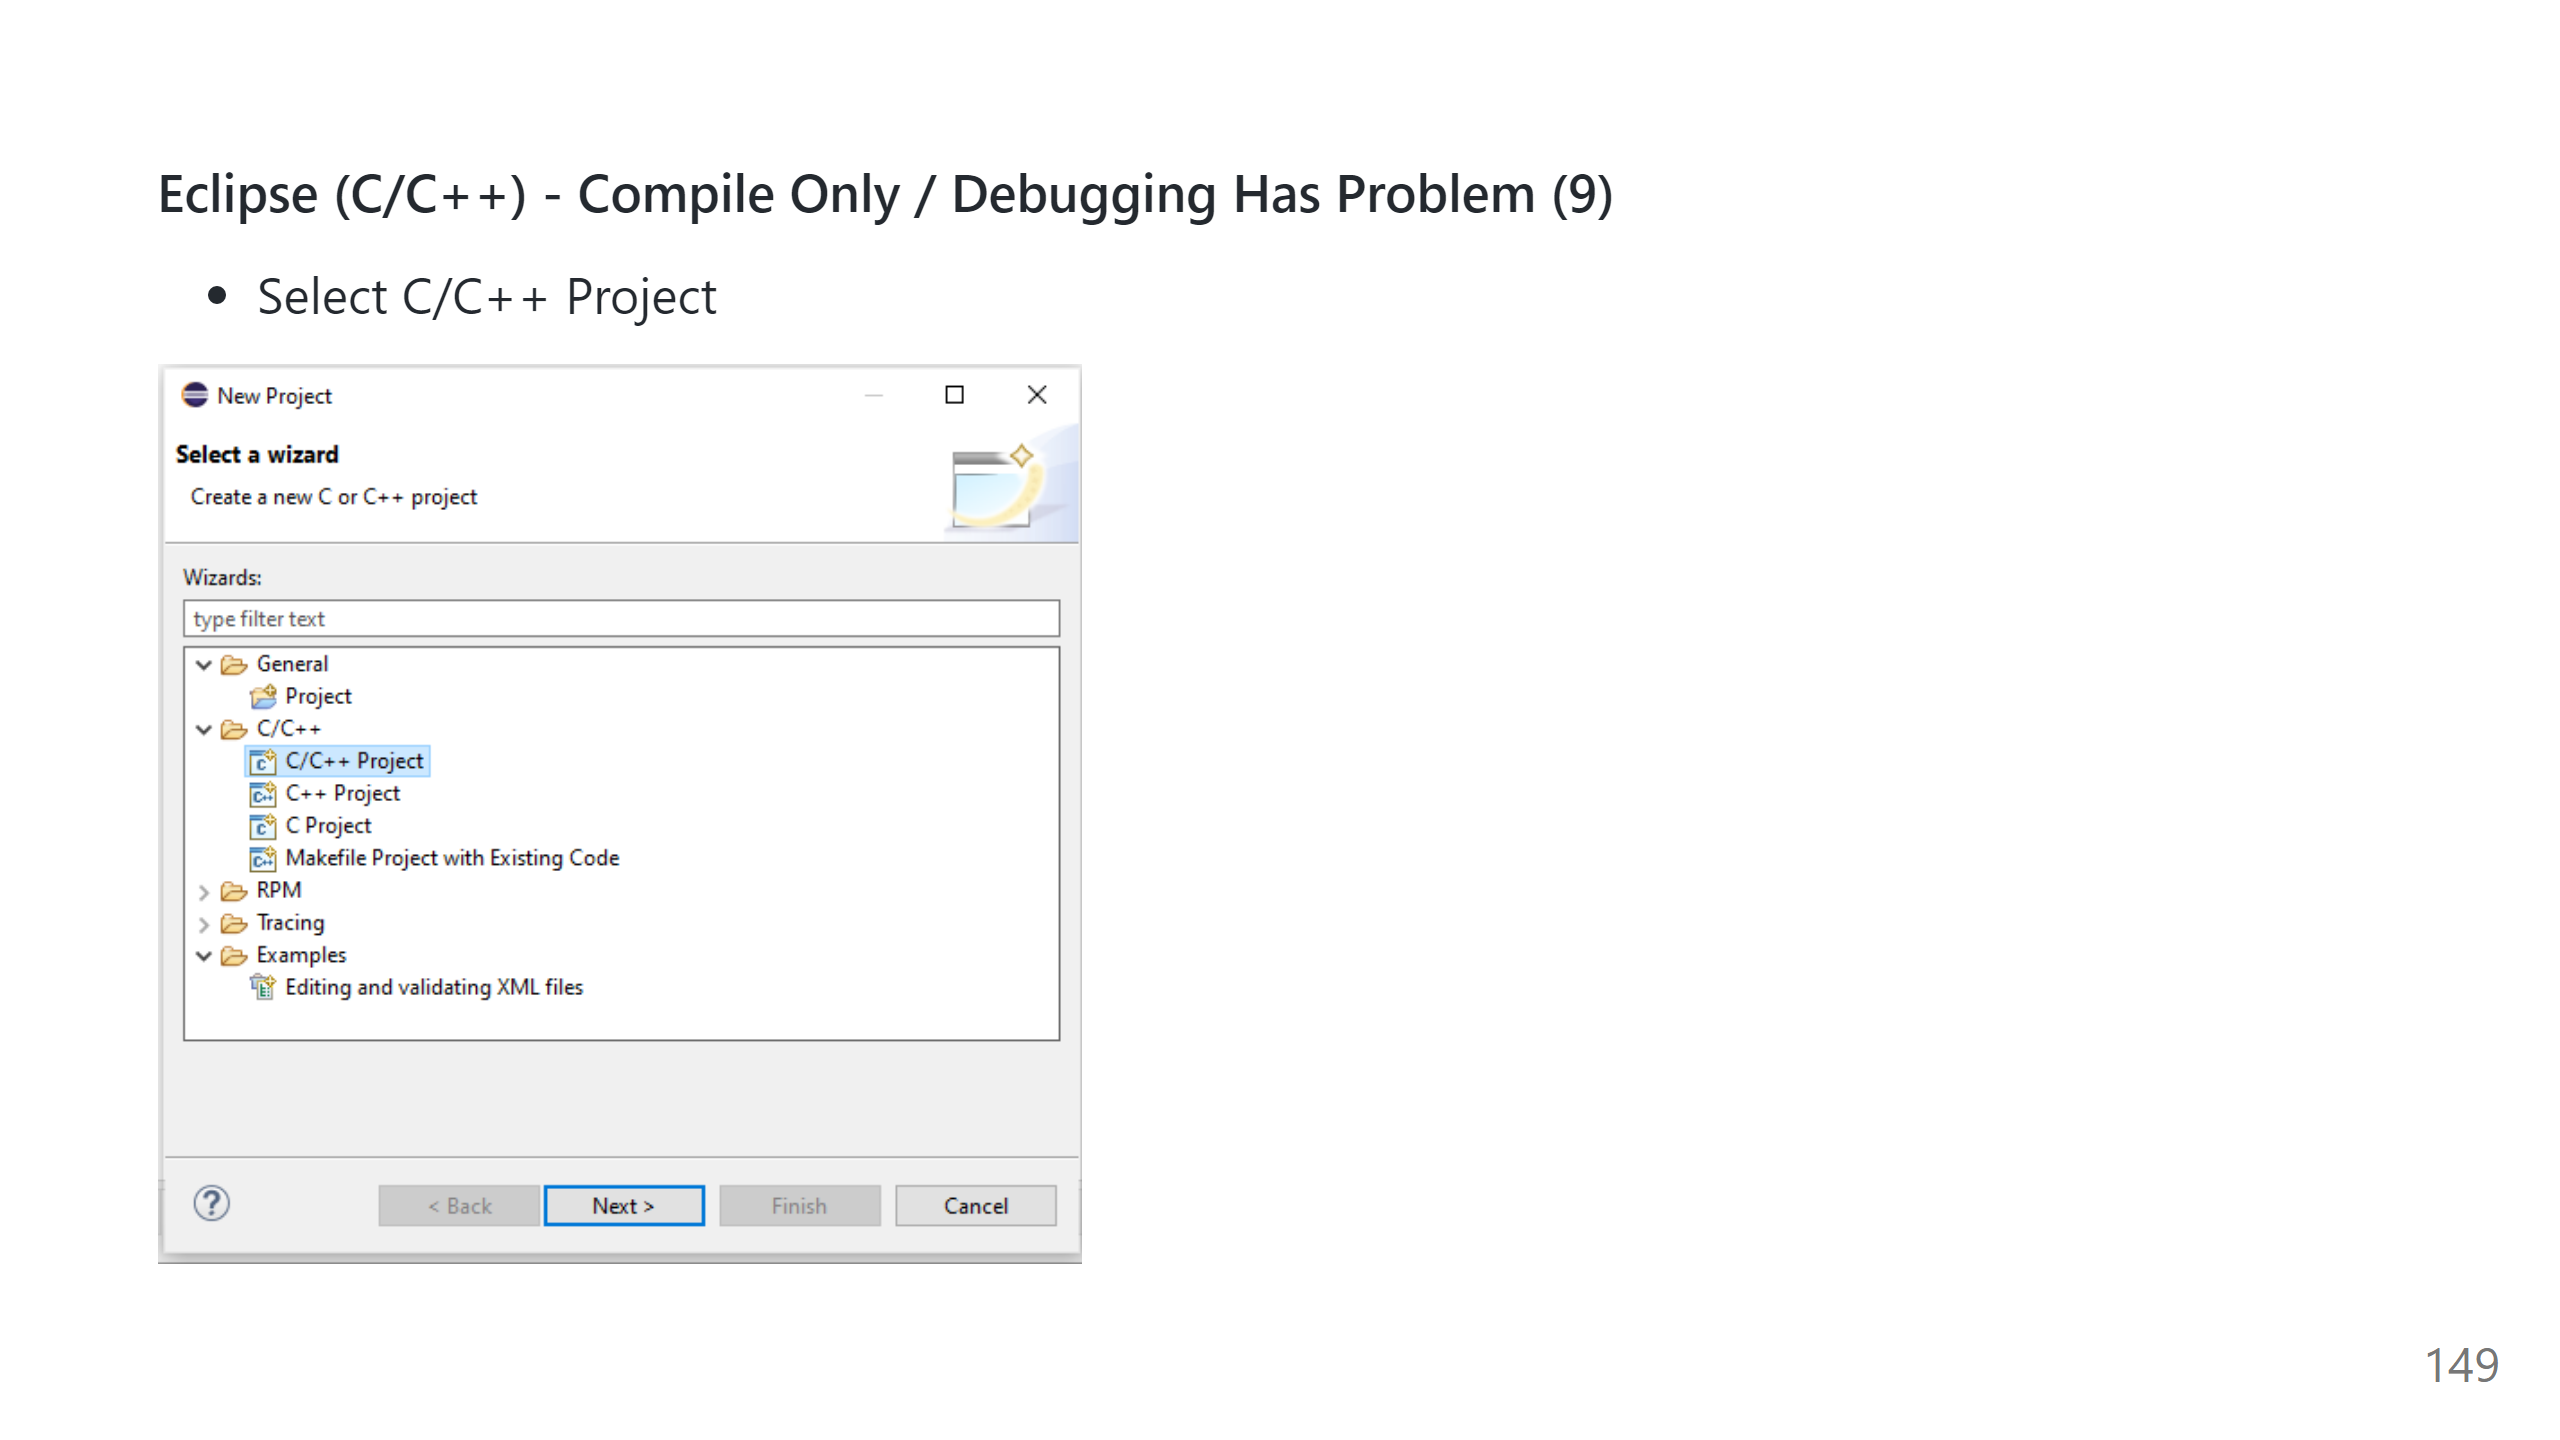 Eclipse (C/C++) - Compile Only / Debugging Has Problem (9)
• Select C/C++ Project
New Project
Select a wizard
Create a new C or C++ project
Wizards:
type filter text
General
Project
C/C++
C/C++ Project
C++ Project
C Project
Makefile Project with Existing Code
RPM
Tracing
Examples
Editing and validating XML files
< Back Next > Finish Cancel
149